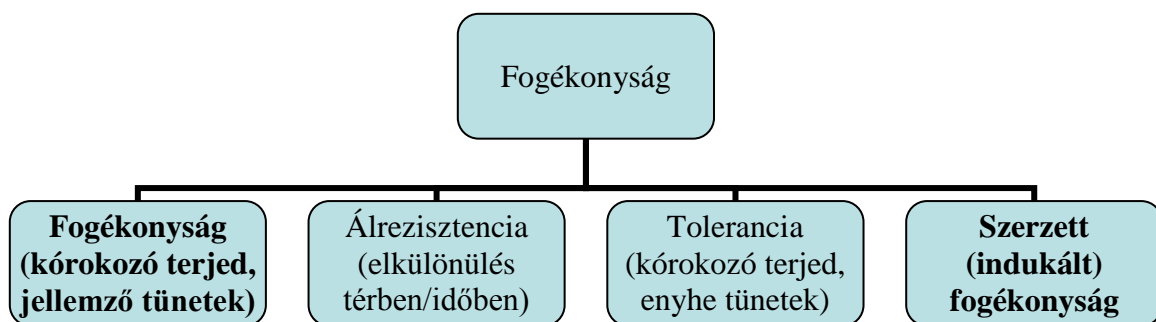 Fogékonyság
Fogékonyság
(kórokozó terjed,
jellemző tünetek)
Álrezisztencia
(elkülönülés
térben/időben)
Tolerancia
(kórokozó terjed,
enyhe tünetek)
Szerzett
(indukált)
fogékonyság